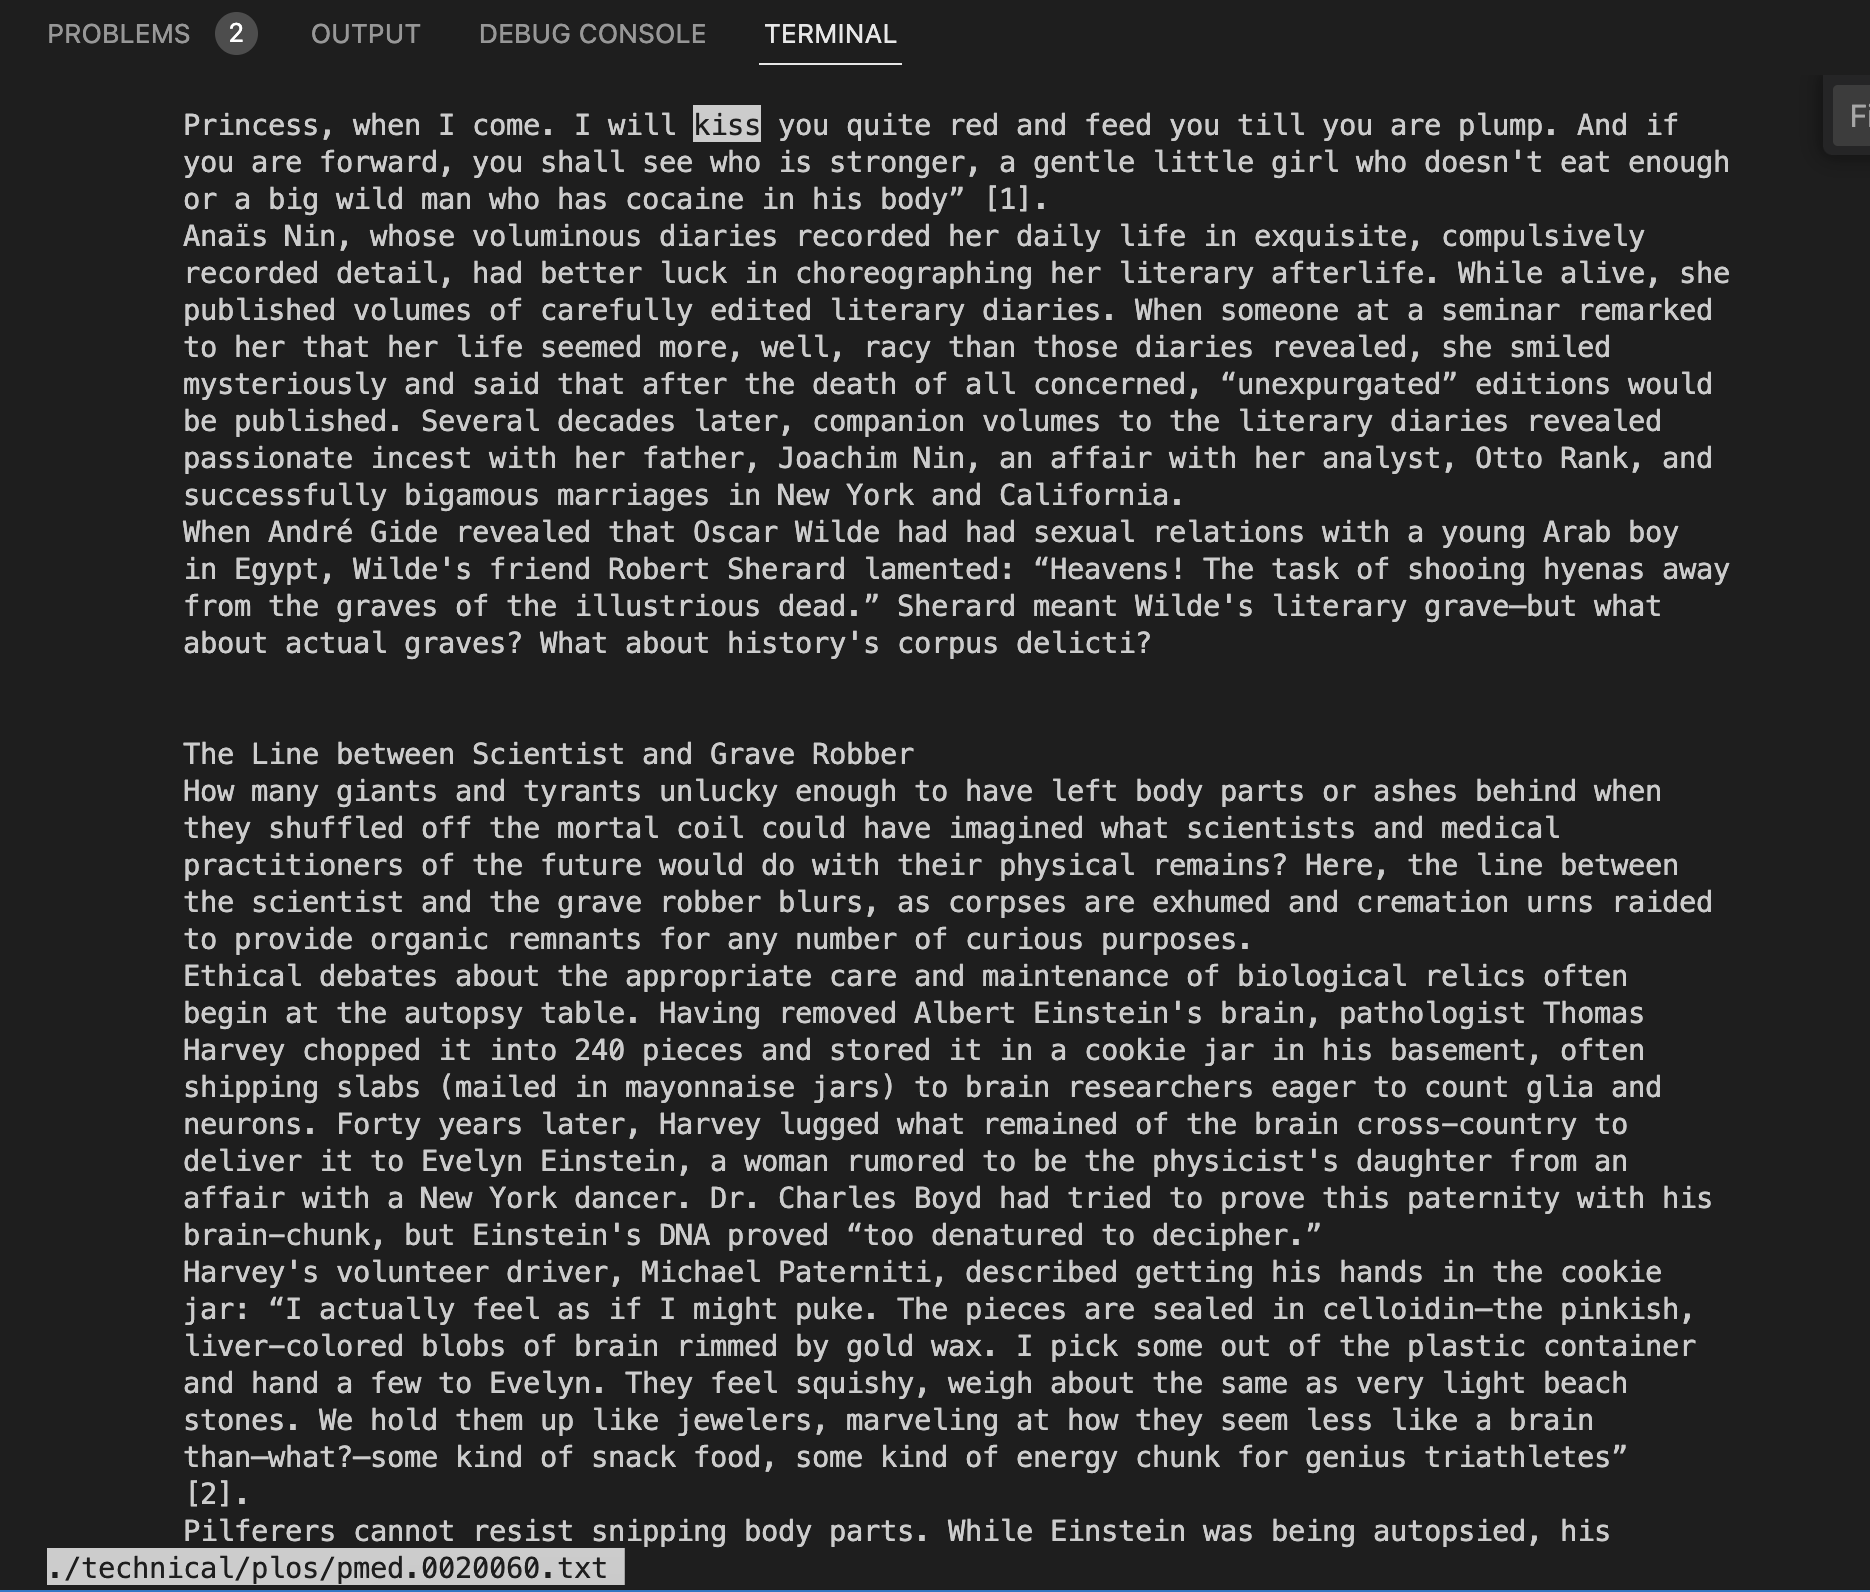 PROBLEMS 2 OUTPUT DEBUG CONSOLE TERMINAL
Princess, when I come. I will kiss you quite red and feed you till you are plump. And if
you are forward, you shall see who is stronger, a gentle little girl who doesn't eat enough
or a big wild man who has cocaine in his body” [1].
Anaïs Nin, whose voluminous diaries recorded her daily life in exquisite, compulsively
recorded detail, had better luck in choreographing her literary afterlife. While alive, she
published volumes of carefully edited literary diaries. When someone at a seminar remarked
to her that her life seemed more, well, racy than those diaries revealed, she smiled
mysteriously and said that after the death of all concerned, “unexpurgated” editions would
be published. Several decades later, companion volumes to the literary diaries revealed
passionate incest with her father, Joachim Nin, an affair with her analyst, Otto Rank, and
successfully bigamous marriages in New York and California.
When André Gide revealed that Oscar Wilde had had sexual relations with a young Arab boy
in Egypt, Wilde's friend Robert Sherard lamented: “Heavens! The task of shooing hyenas away
from the graves of the illustrious dead.” Sherard meant Wilde's literary grave—but what
about actual graves? What about history's corpus delicti?
The Line between Scientist and Grave Robber
How many giants and tyrants unlucky enough to have left body parts or ashes behind when
they shuffled off the mortal coil could have imagined what scientists and medical
practitioners of the future would do with their physical remains? Here, the line between
the scientist and the grave robber blurs, as corpses are exhumed and cremation urns raided
to provide organic remnants for any number of curious purposes.
Ethical debates about the appropriate care and maintenance of biological relics often
begin at the autopsy table. Having removed Albert Einstein's brain, pathologist Thomas
Harvey chopped it into 240 pieces and stored it in a cookie jar in his basement, often
shipping slabs (mailed in mayonnaise jars) to brain researchers eager to count glia and
neurons. Forty years later, Harvey lugged what remained of the brain cross-country to
deliver it to Evelyn Einstein, a woman rumored to be the physicist's daughter from an
affair with a New York dancer. Dr. Charles Boyd had tried to prove this paternity with his
brain-chunk, but Einstein's DNA proved “too denatured to decipher.”
Harvey's volunteer driver, Michael Paterniti, described getting his hands in the cookie
jar: “I actually feel as if I might puke. The pieces are sealed in celloidin—the pinkish,
liver-colored blobs of brain rimmed by gold wax. I pick some out of the plastic container
and hand a few to Evelyn. They feel squishy, weigh about the same as very light beach
stones. We hold them up like jewelers, marveling at how they seem less like a brain
than—what?—some kind of snack food, some kind of energy chunk for genius triathletes”
[2].
Pilferers cannot resist snipping body parts. While Einstein was being autopsied, his
./technical/plos/pmed.0020060.txt